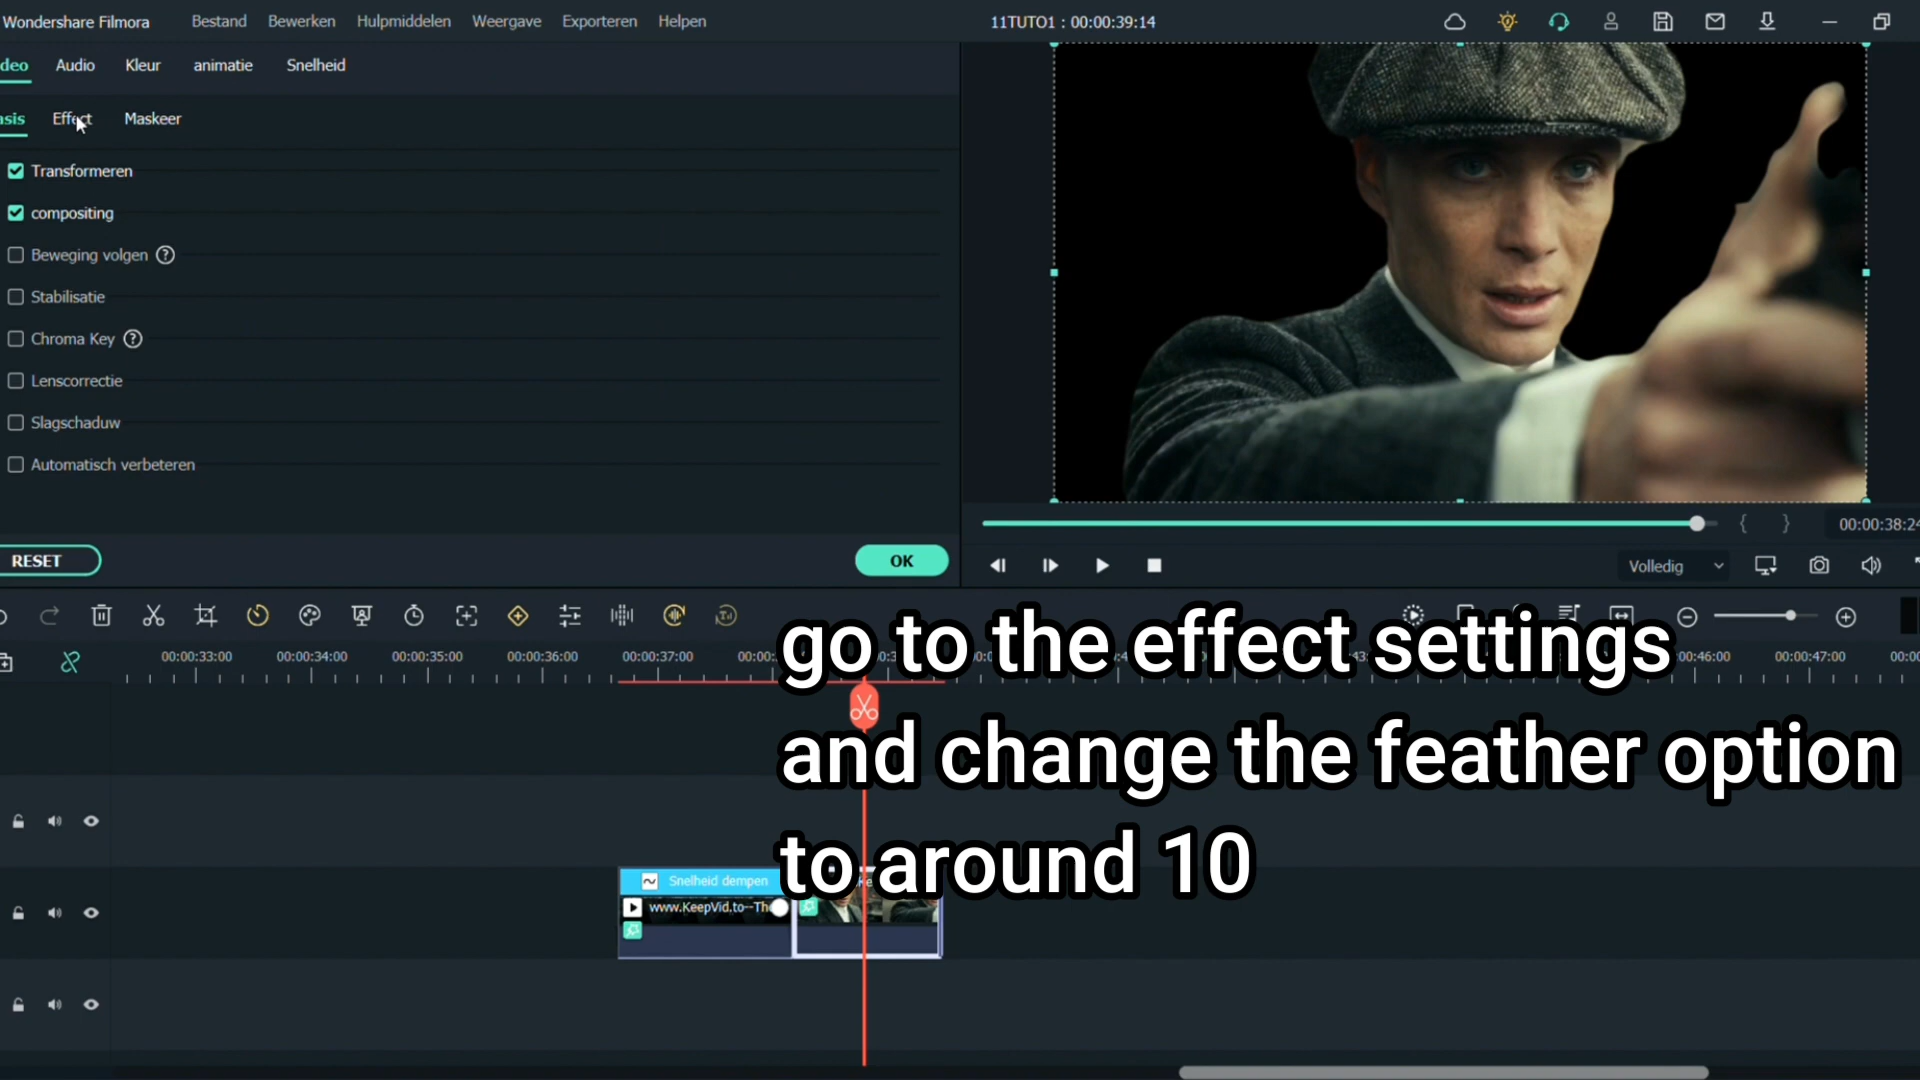 Wondershare Filmora Bestand Bewerken Hulpmiddelen Weergave Exporteren Helpen 11TUTO1 : 00:00:39:14
deo Audio Kleur animatie Snelheid
asis Effect Maskeer
Transformeren
compositing
Beweging volgen ?
Stabilisatie
Chroma Key ?
Lenscorrectie
Slagschaduw
Automatisch verbeteren
{ } 00:00:38:24
RESET OK
Volledig
00:00:33:00 00:00:34:00 00:00:35:00 00:00:36:00 00:00:37:00 00:00: 00:46:00 00:00:47:00 00:00
go to the effect settings
and change the feather option
to around 10
Snelheid dempen
www.KeepVid.to--Th